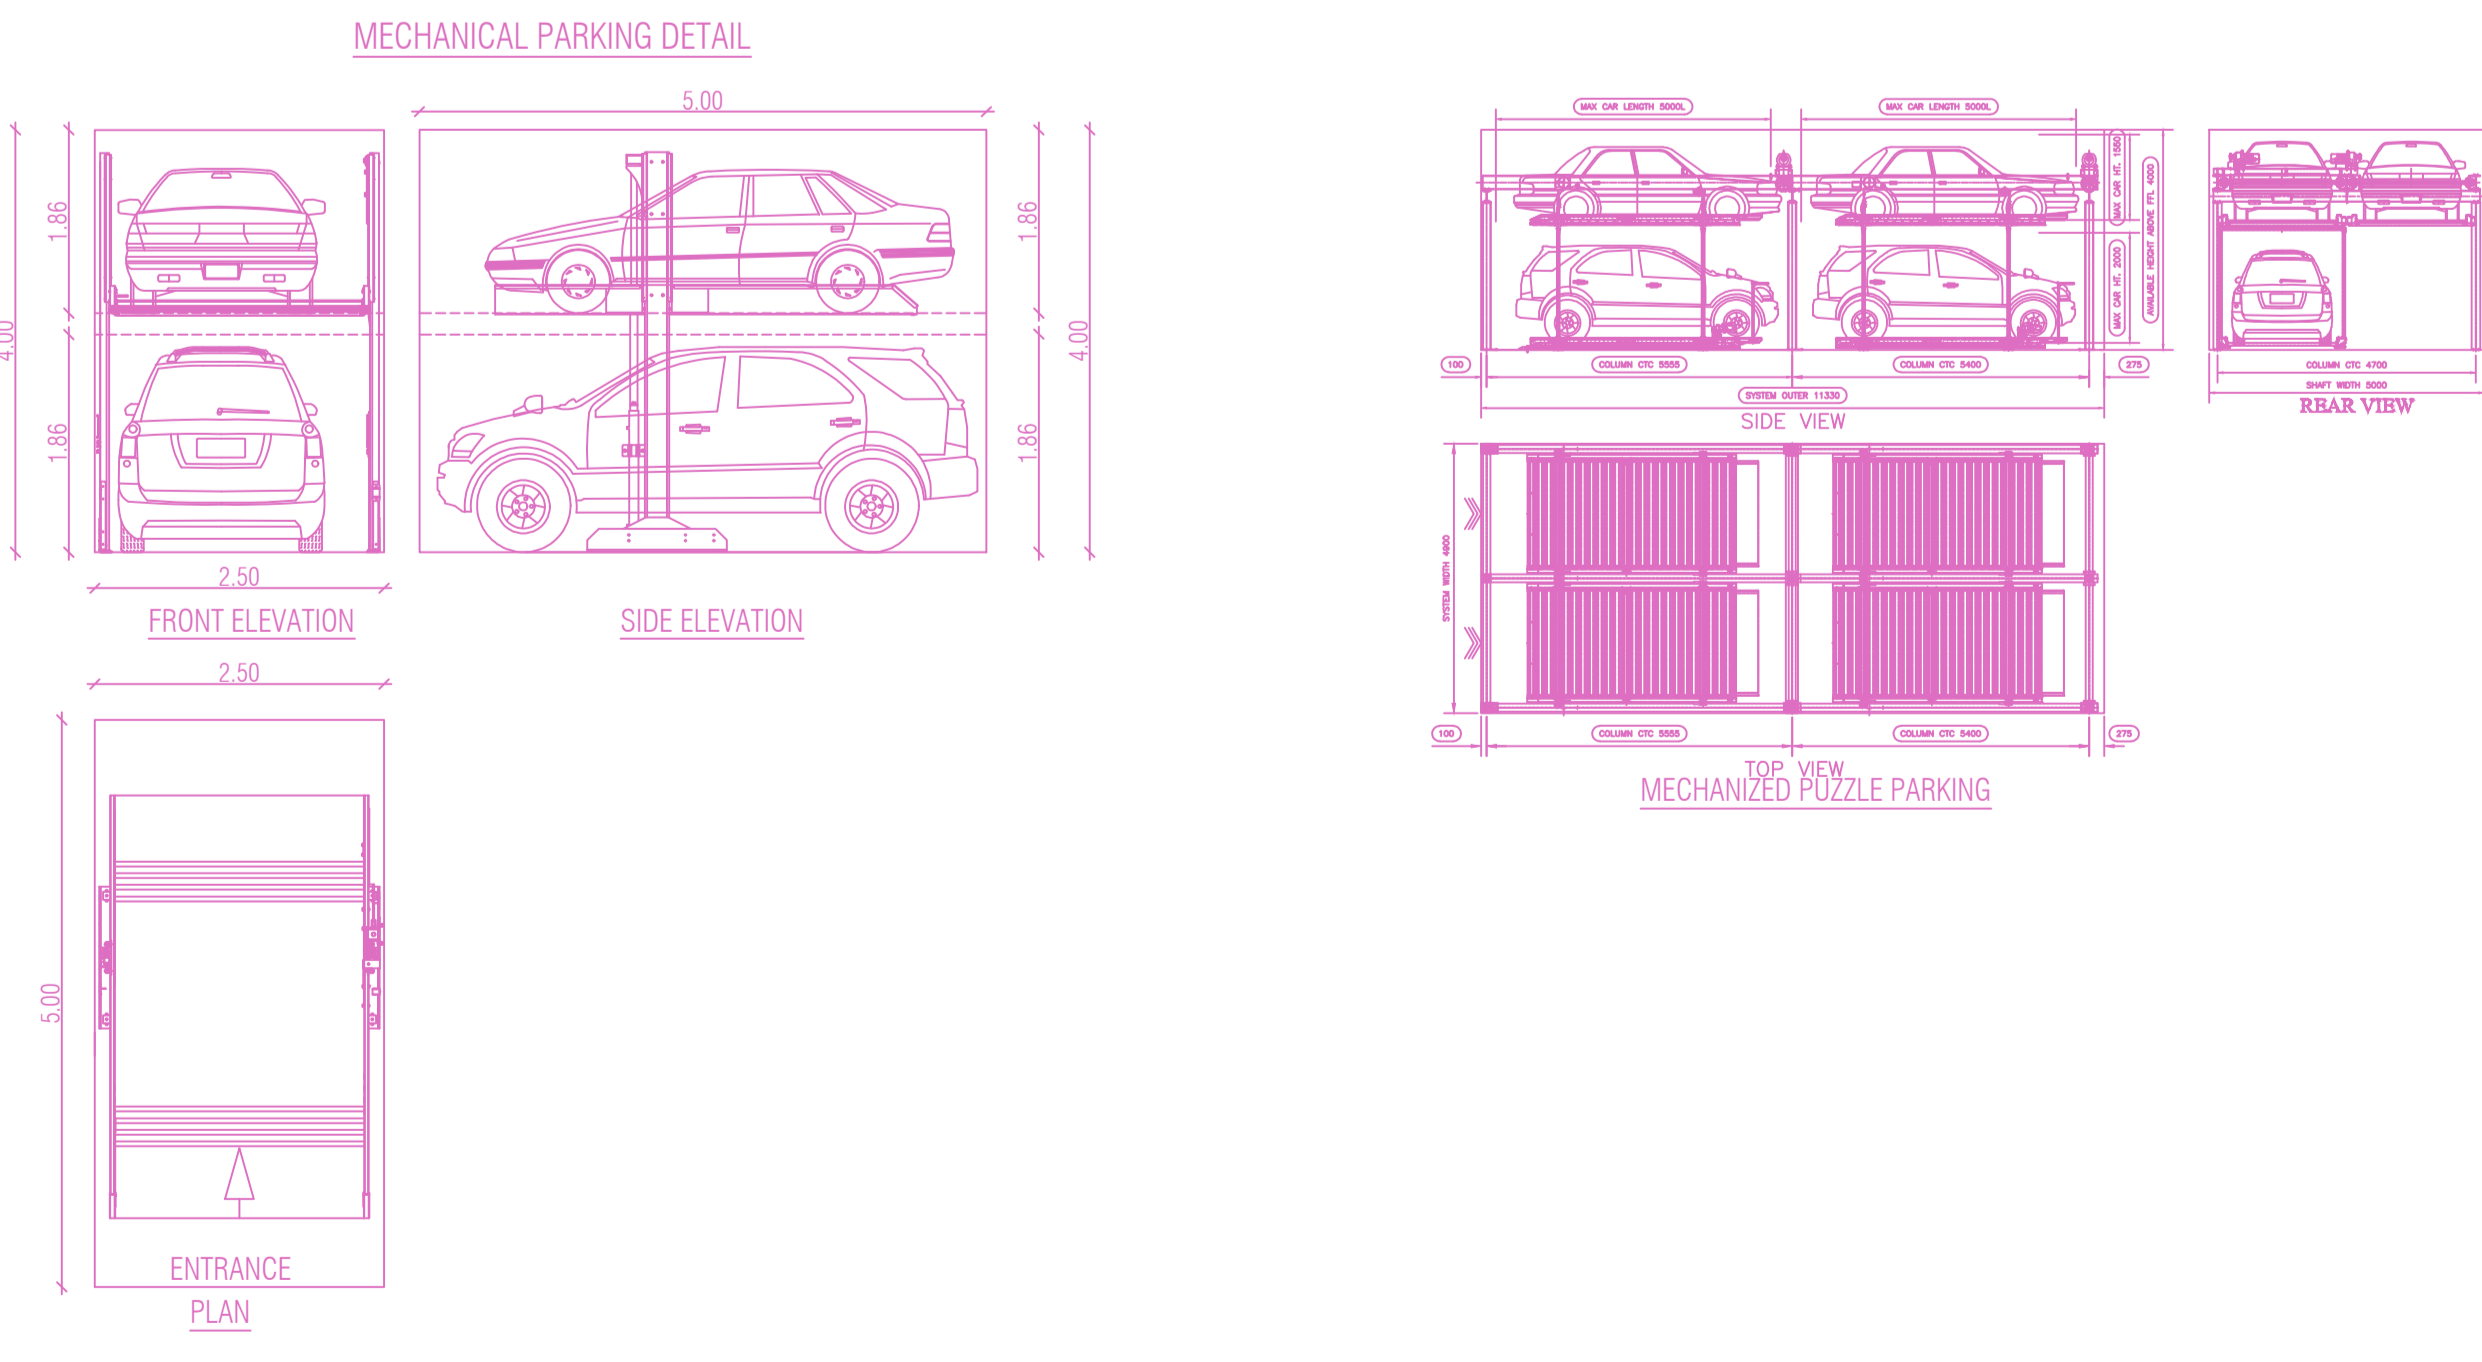 MECHANICAL PARKING DETAIL
5.00
4.00
1.86
1.86
1.86
1.86
4.00
2.50
FRONT ELEVATION
SIDE ELEVATION
2.50
5.00
ENTRANCE
PLAN
MAX CAR LENGTH 5000L
MAX CAR LENGTH 5000L
MAX CAR HT. 1550
MAX CAR HT. 2000
AVAILABLE HEIGHT ABOVE FFL 4000
100
COLUMN CTC 5555
COLUMN CTC 5400
275
SYSTEM OUTER 11330
SIDE VIEW
COLUMN CTC 4700
SHAFT WIDTH 5000
REAR VIEW
SYSTEM WIDTH 4900
100
COLUMN CTC 5555
COLUMN CTC 5400
275
TOP VIEW
MECHANIZED PUZZLE PARKING